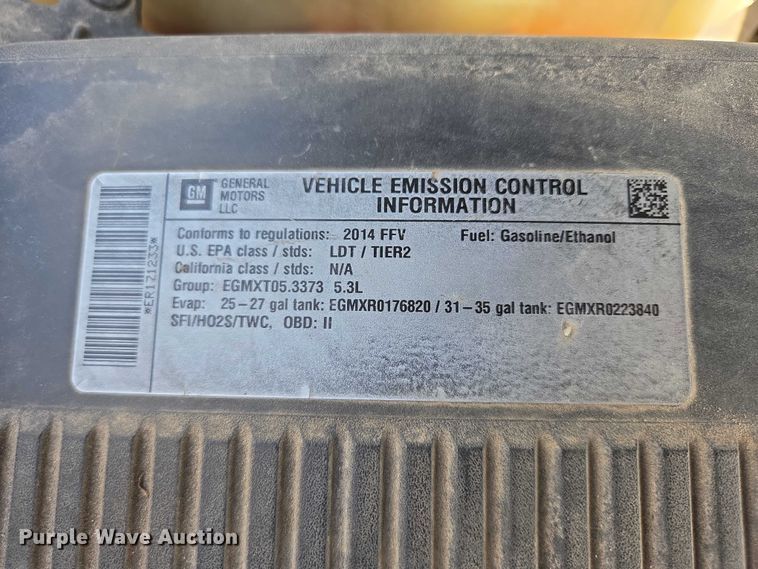 GM
GENERAL
MOTORS
LLC
VEHICLE EMISSION CONTROL
INFORMATION
Conforms to regulations: 2014 FFV Fuel: Gasoline/Ethanol
U.S. EPA class / stds: LDT / TIER2
California class / stds: N/A
Group: EGMXT05.3373 5.3L
Evap: 25-27 gal tank: EGMXR0176820 / 31-35 gal tank: EGMXR0223840
SFI/HO2S/TWC, OBD: II
*ER1Z1233*
Purple Wave Auction